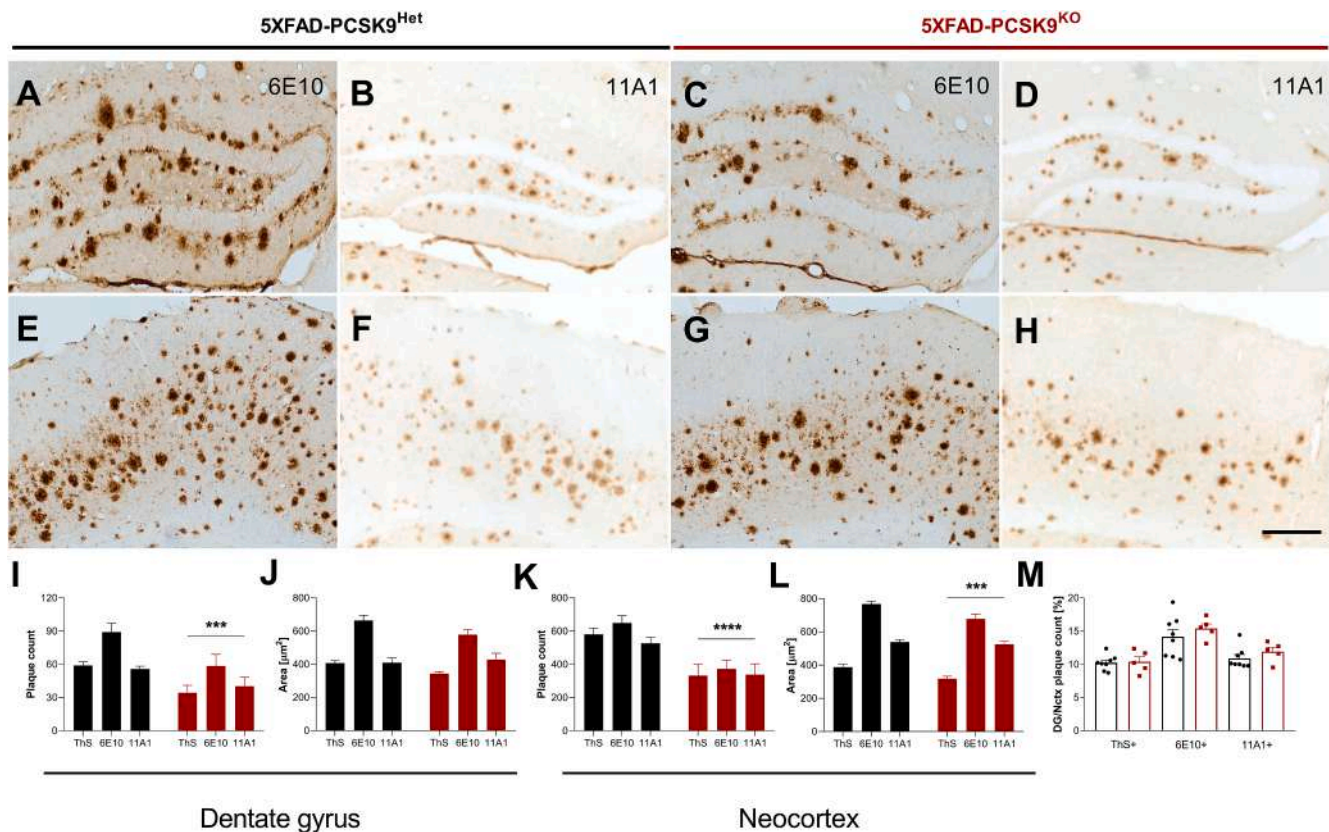 5XFAD-PCSK9Het 5XFAD-PCSK9KO
A 6E10 B 11A1 C 6E10 D 11A1
E F G H
I J K L M
Plaque count
120
90
60
30
0
***
ThS 6E10 11A1 ThS 6E10 11A1
Area [µm2]
800
600
400
200
0
ThS 6E10 11A1 ThS 6E10 11A1
Plaque count
800
600
400
200
0
****
ThS 6E10 11A1 ThS 6E10 11A1
Area [µm2]
800
600
400
200
0
***
ThS 6E10 11A1 ThS 6E10 11A1
DG/Nctx plaque count [%]
20
15
10
5
0
ThS+ 6E10+ 11A1+
Dentate gyrus Neocortex